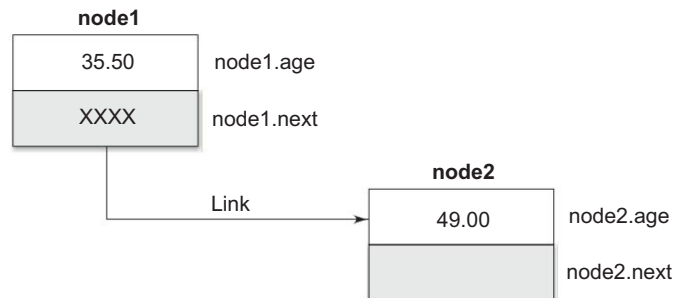 node1
35.50 node1.age
XXXX node1.next
Link
node2
49.00 node2.age
node2.next